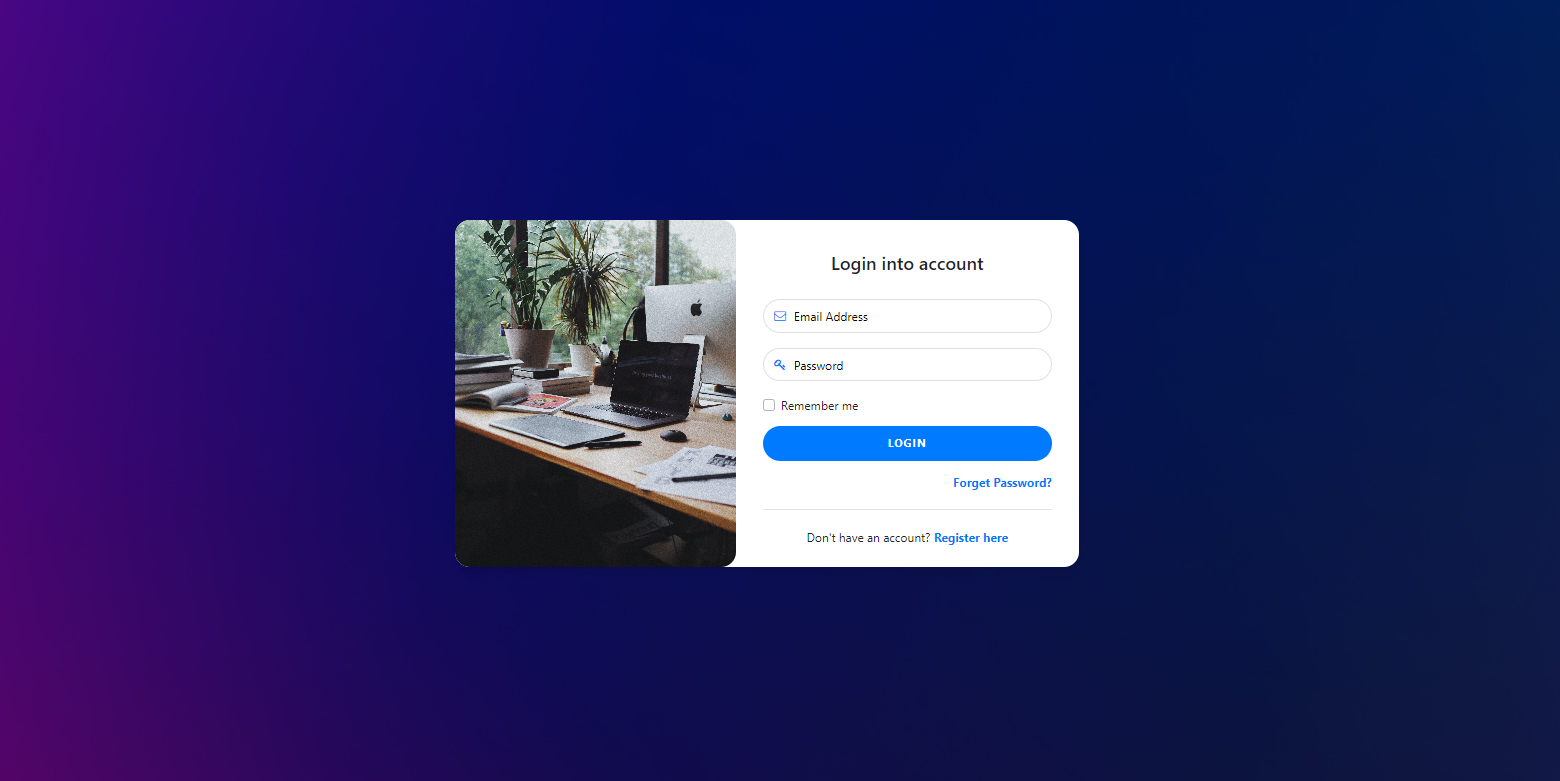 Login into account
Email Address
Password
Remember me
LOGIN
Forget Password?
Don't have an account? Register here